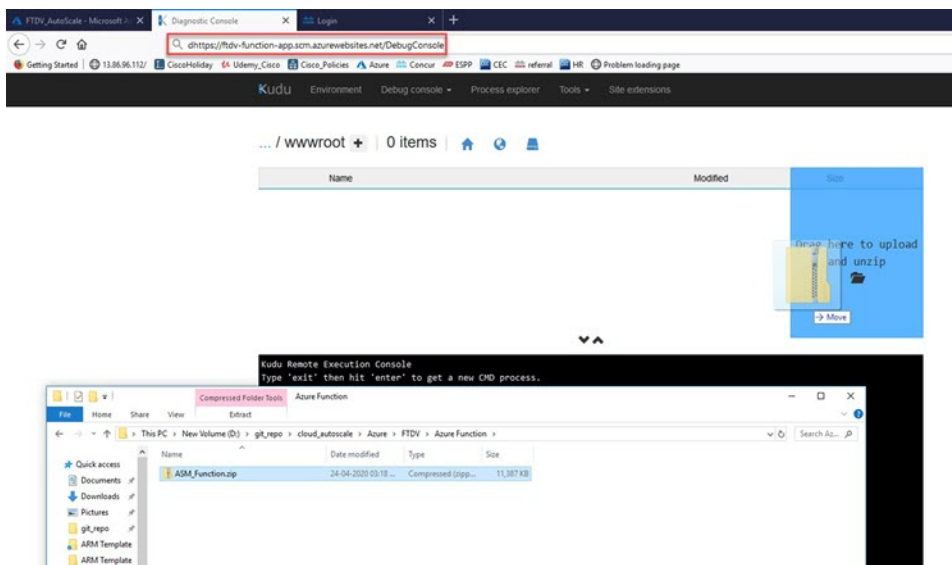 FTDV_AutoScale - Microsoft A
Diagnostic Console
Login
dhttps://ftdv-function-app.scm.azurewebsites.net/DebugConsole
Getting Started
13.86.96.112/
CiscoHoliday
Udemy_Cisco
Cisco_Policies
Azure
Concur
ESPP
CEC
referral
HR
Problem loading page
Kudu
Environment
Debug console
Process explorer
Tools
Site extensions
... / wwwroot + | 0 items
Name
Modified
Size
Drag here to upload
and unzip
→ Move
Kudu Remote Execution Console
Type 'exit' then hit 'enter' to get a new CMD process.
Compressed Folder Tools
Azure Function
File
Home
Share
View
Extract
This PC > New Volume (D:) > git_repo > cloud_autoscale > Azure > FTDV > Azure Function >
Search Az...
Name
Date modified
Type
Size
Quick access
ASM_Function.zip
24-04-2020 03:18 ...
Compressed (zipp...
11,387 KB
Documents
Downloads
Pictures
git_repo
ARM Template
ARM Template